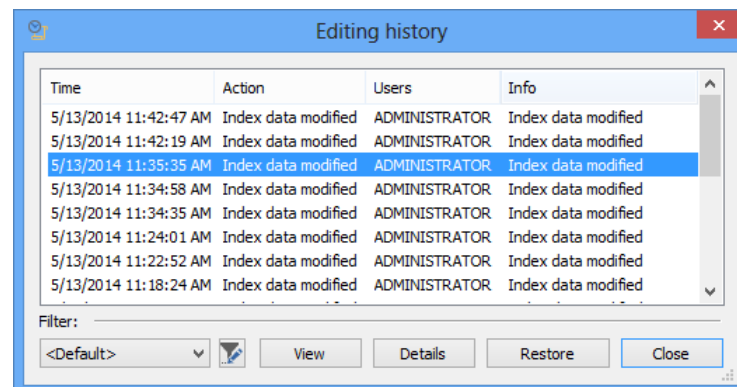 Editing history
Time Action Users Info
5/13/2014 11:42:47 AM Index data modified ADMINISTRATOR Index data modified
5/13/2014 11:42:19 AM Index data modified ADMINISTRATOR Index data modified
5/13/2014 11:35:35 AM Index data modified ADMINISTRATOR Index data modified
5/13/2014 11:34:58 AM Index data modified ADMINISTRATOR Index data modified
5/13/2014 11:34:35 AM Index data modified ADMINISTRATOR Index data modified
5/13/2014 11:24:01 AM Index data modified ADMINISTRATOR Index data modified
5/13/2014 11:22:52 AM Index data modified ADMINISTRATOR Index data modified
5/13/2014 11:18:24 AM Index data modified ADMINISTRATOR Index data modified
Filter:
<Default> View Details Restore Close